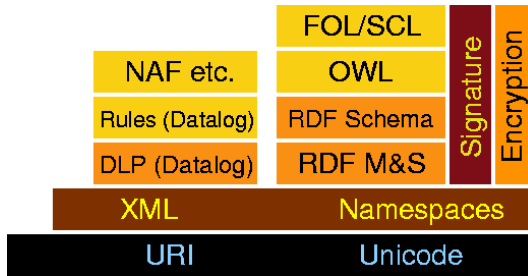 FOL/SCL
NAF etc.
OWL
Rules (Datalog)
RDF Schema
DLP (Datalog)
RDF M&S
Signature
Encryption
XML
Namespaces
URI
Unicode